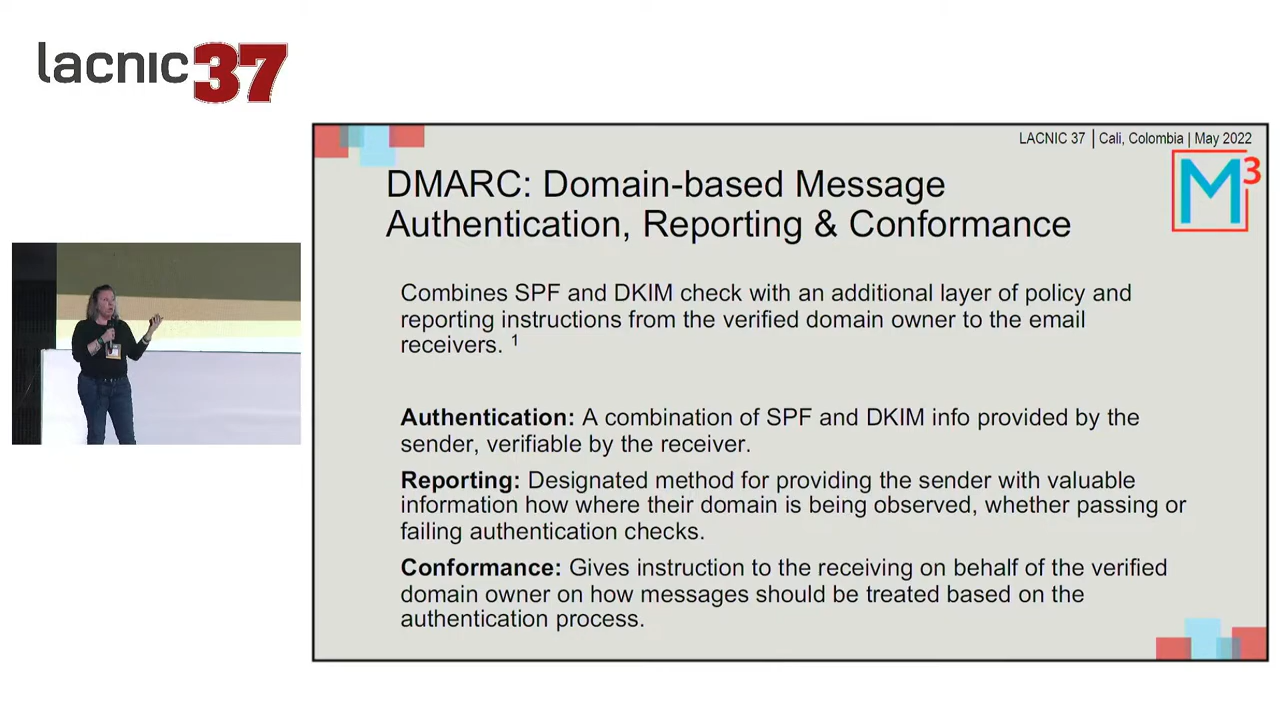 lacnic37
LACNIC 37 | Cali, Colombia | May 2022
M3
DMARC: Domain-based Message
Authentication, Reporting & Conformance
Combines SPF and DKIM check with an additional layer of policy and
reporting instructions from the verified domain owner to the email
receivers. 1
Authentication: A combination of SPF and DKIM info provided by the
sender, verifiable by the receiver.
Reporting: Designated method for providing the sender with valuable
information how where their domain is being observed, whether passing or
failing authentication checks.
Conformance: Gives instruction to the receiving on behalf of the verified
domain owner on how messages should be treated based on the
authentication process.